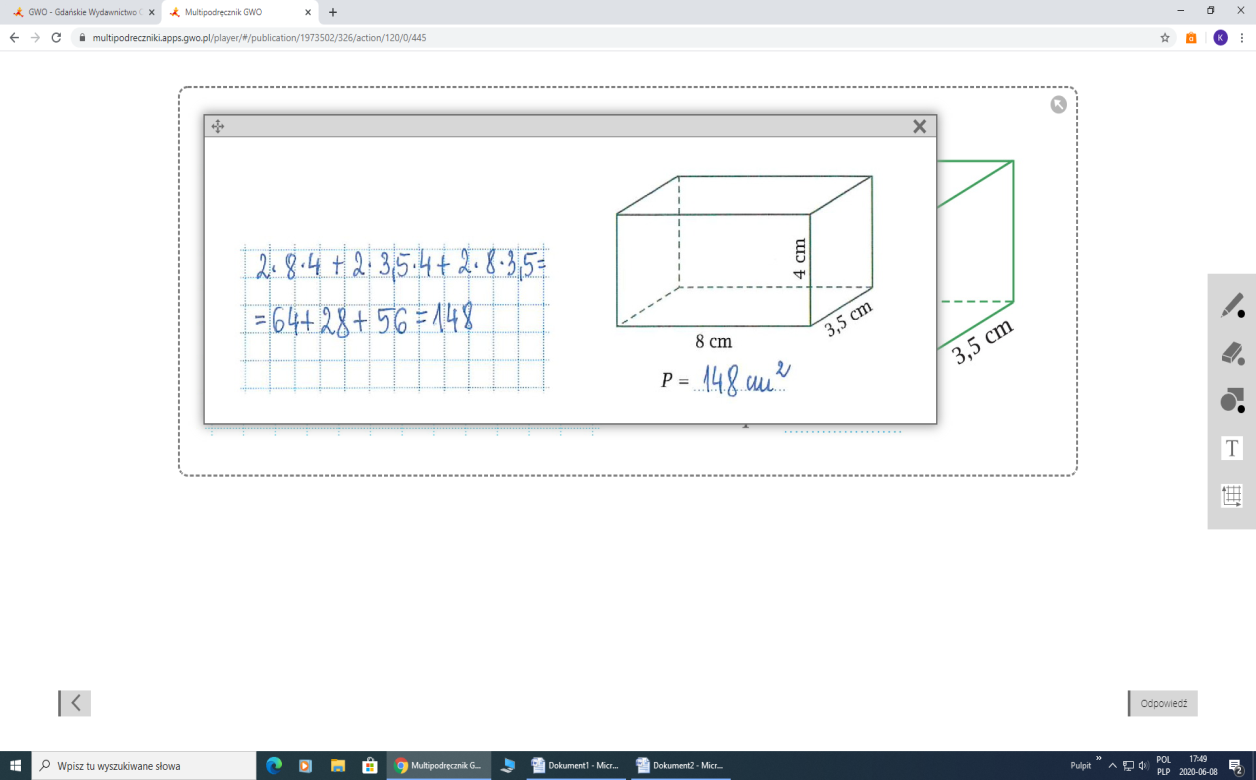 GWO - Gdańskie Wydawnictwo
Multipodręcznik GWO
multipodreczniki.apps.gwo.pl/player/#/publication/1973502/326/action/120/0/445
K
2 · 8 · 4 + 2 · 3,5 · 4 + 2 · 8 · 3,5 =
= 64 + 28 + 56 = 148
4 cm
3,5 cm
8 cm
P = 148 cm²
3,5 cm
T
Odpowiedź
Wpisz tu wyszukiwane słowa
Multipodręcznik G...
Dokument1 - Micr...
Dokument2 - Micr...
Pulpit
POL
PLP
17:49
2020-06-08
2